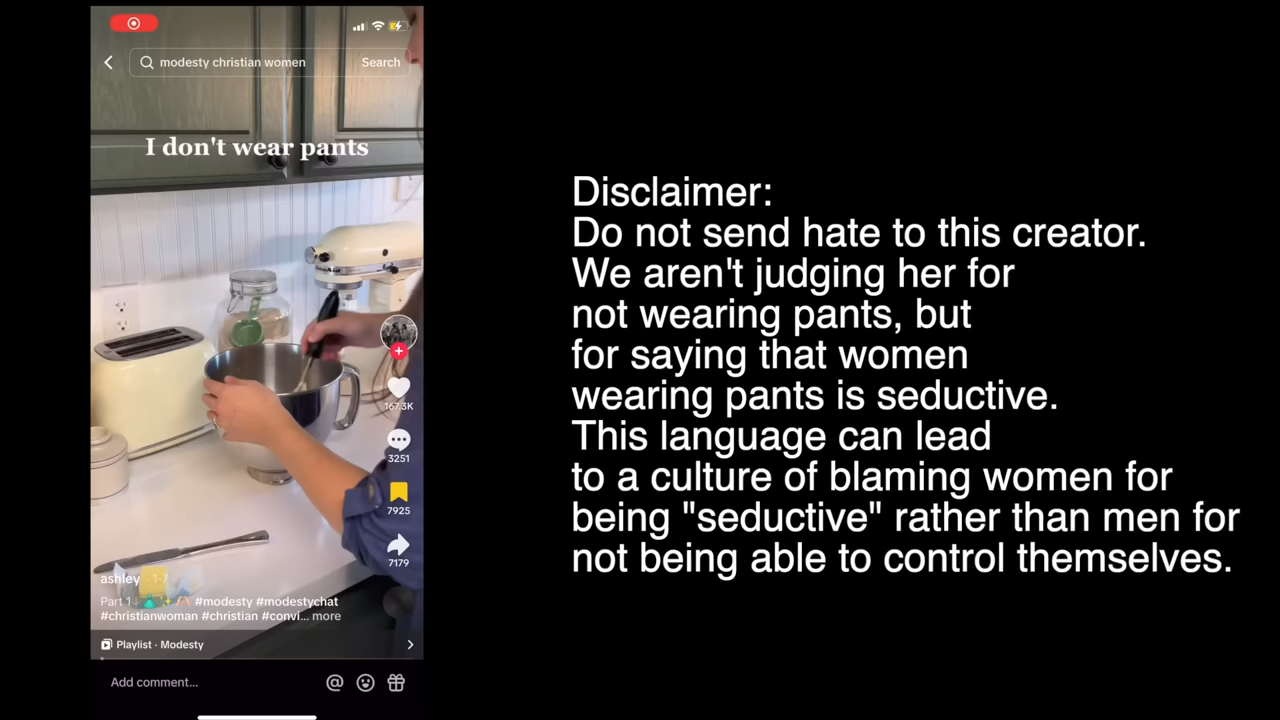 modesty christian women Search
I don't wear pants
167.3K
3251
7925
7179
ashley · 1-7
Part 1 #modesty #modestychat
#christianwoman #christian #convi... more
Playlist · Modesty
Add comment...
Disclaimer:
Do not send hate to this creator.
We aren't judging her for
not wearing pants, but
for saying that women
wearing pants is seductive.
This language can lead
to a culture of blaming women for
being "seductive" rather than men for
not being able to control themselves.